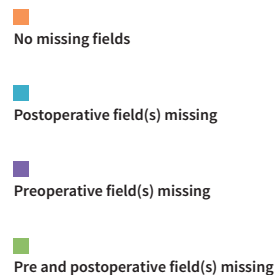 No missing fields
Postoperative field(s) missing
Preoperative field(s) missing
Pre and postoperative field(s) missing